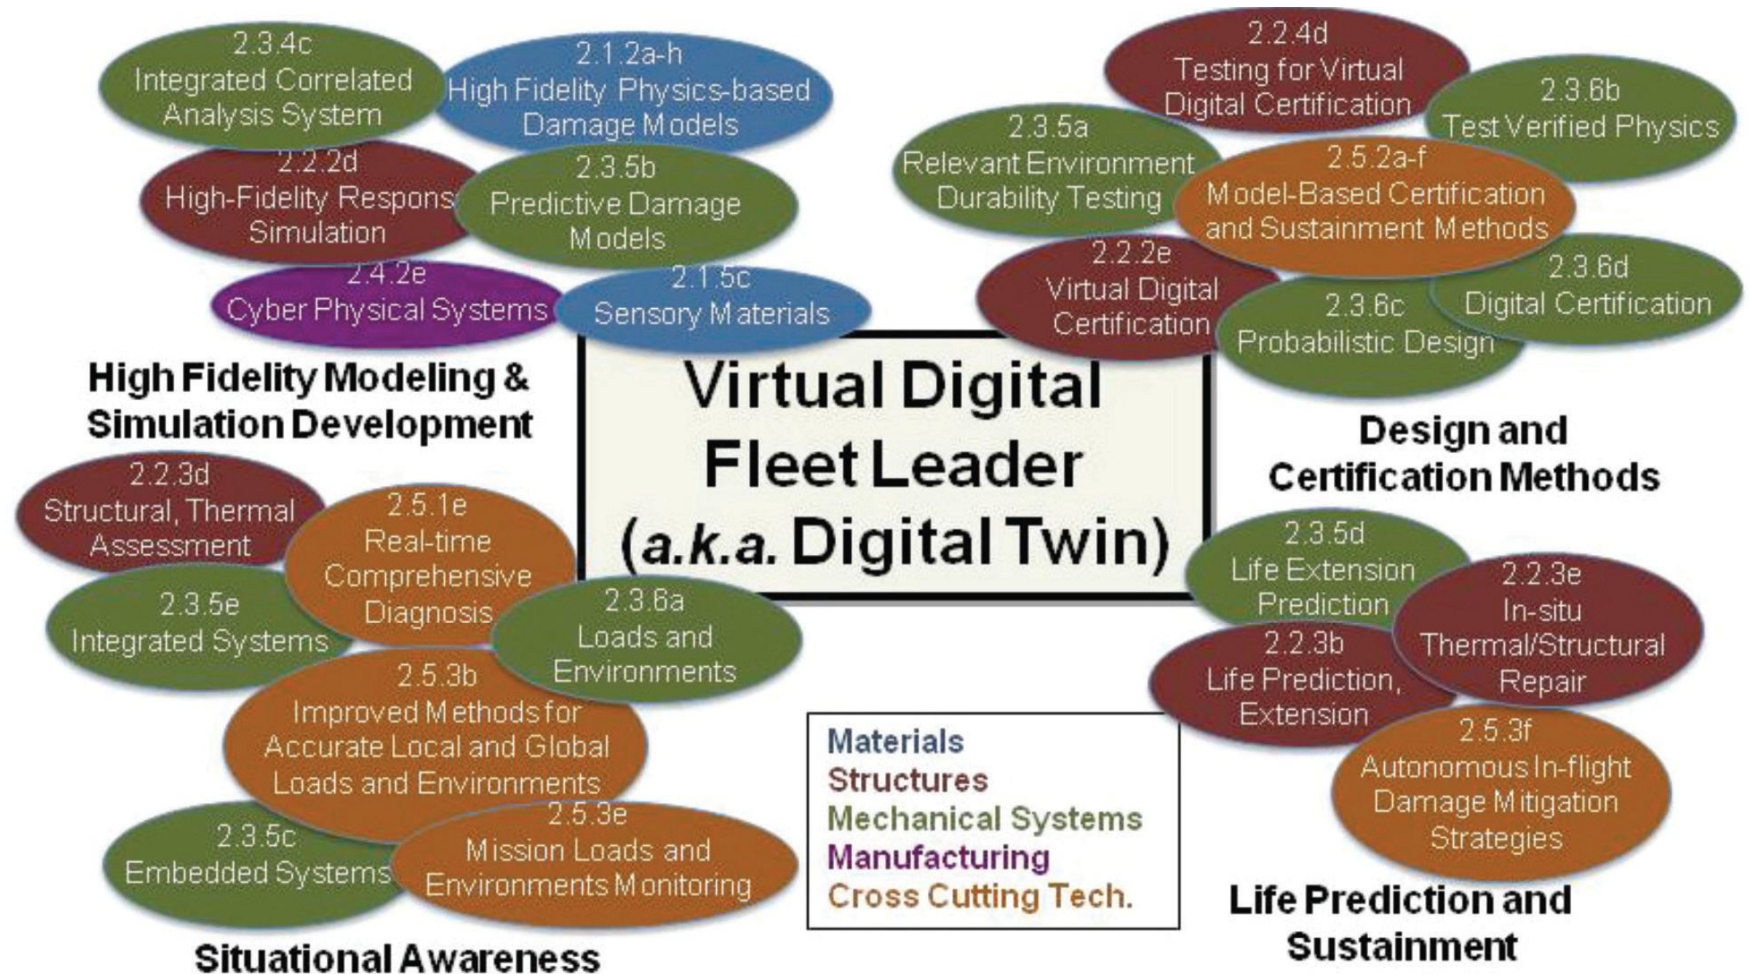 2.3.4c
Integrated Correlated
Analysis System
2.1.2a-h
High Fidelity Physics-based
Damage Models
2.2.2d
High-Fidelity Respons
Simulation
2.3.5b
Predictive Damage
Models
2.4.2e
Cyber Physical Systems
2.1.5c
Sensory Materials
High Fidelity Modeling &
Simulation Development
2.2.4d
Testing for Virtual
Digital Certification
2.3.6b
Test Verified Physics
2.3.5a
Relevant Environment
Durability Testing
2.5.2a-f
Model-Based Certification
and Sustainment Methods
2.2.2e
Virtual Digital
Certification
2.3.6c
Probabilistic Design
2.3.6d
Digital Certification
Design and
Certification Methods
Virtual Digital
Fleet Leader
(a.k.a. Digital Twin)
2.2.3d
Structural, Thermal
Assessment
2.5.1e
Real-time
Comprehensive
Diagnosis
2.3.5e
Integrated Systems
2.3.6a
Loads and
Environments
2.5.3b
Improved Methods for
Accurate Local and Global
Loads and Environments
2.3.5c
Embedded Systems
2.5.3e
Mission Loads and
Environments Monitoring
Situational Awareness
Materials
Structures
Mechanical Systems
Manufacturing
Cross Cutting Tech.
2.3.5d
Life Extension
Prediction
2.2.3e
In-situ
Thermal/Structural
Repair
2.2.3b
Life Prediction,
Extension
2.5.3f
Autonomous In-flight
Damage Mitigation
Strategies
Life Prediction and
Sustainment